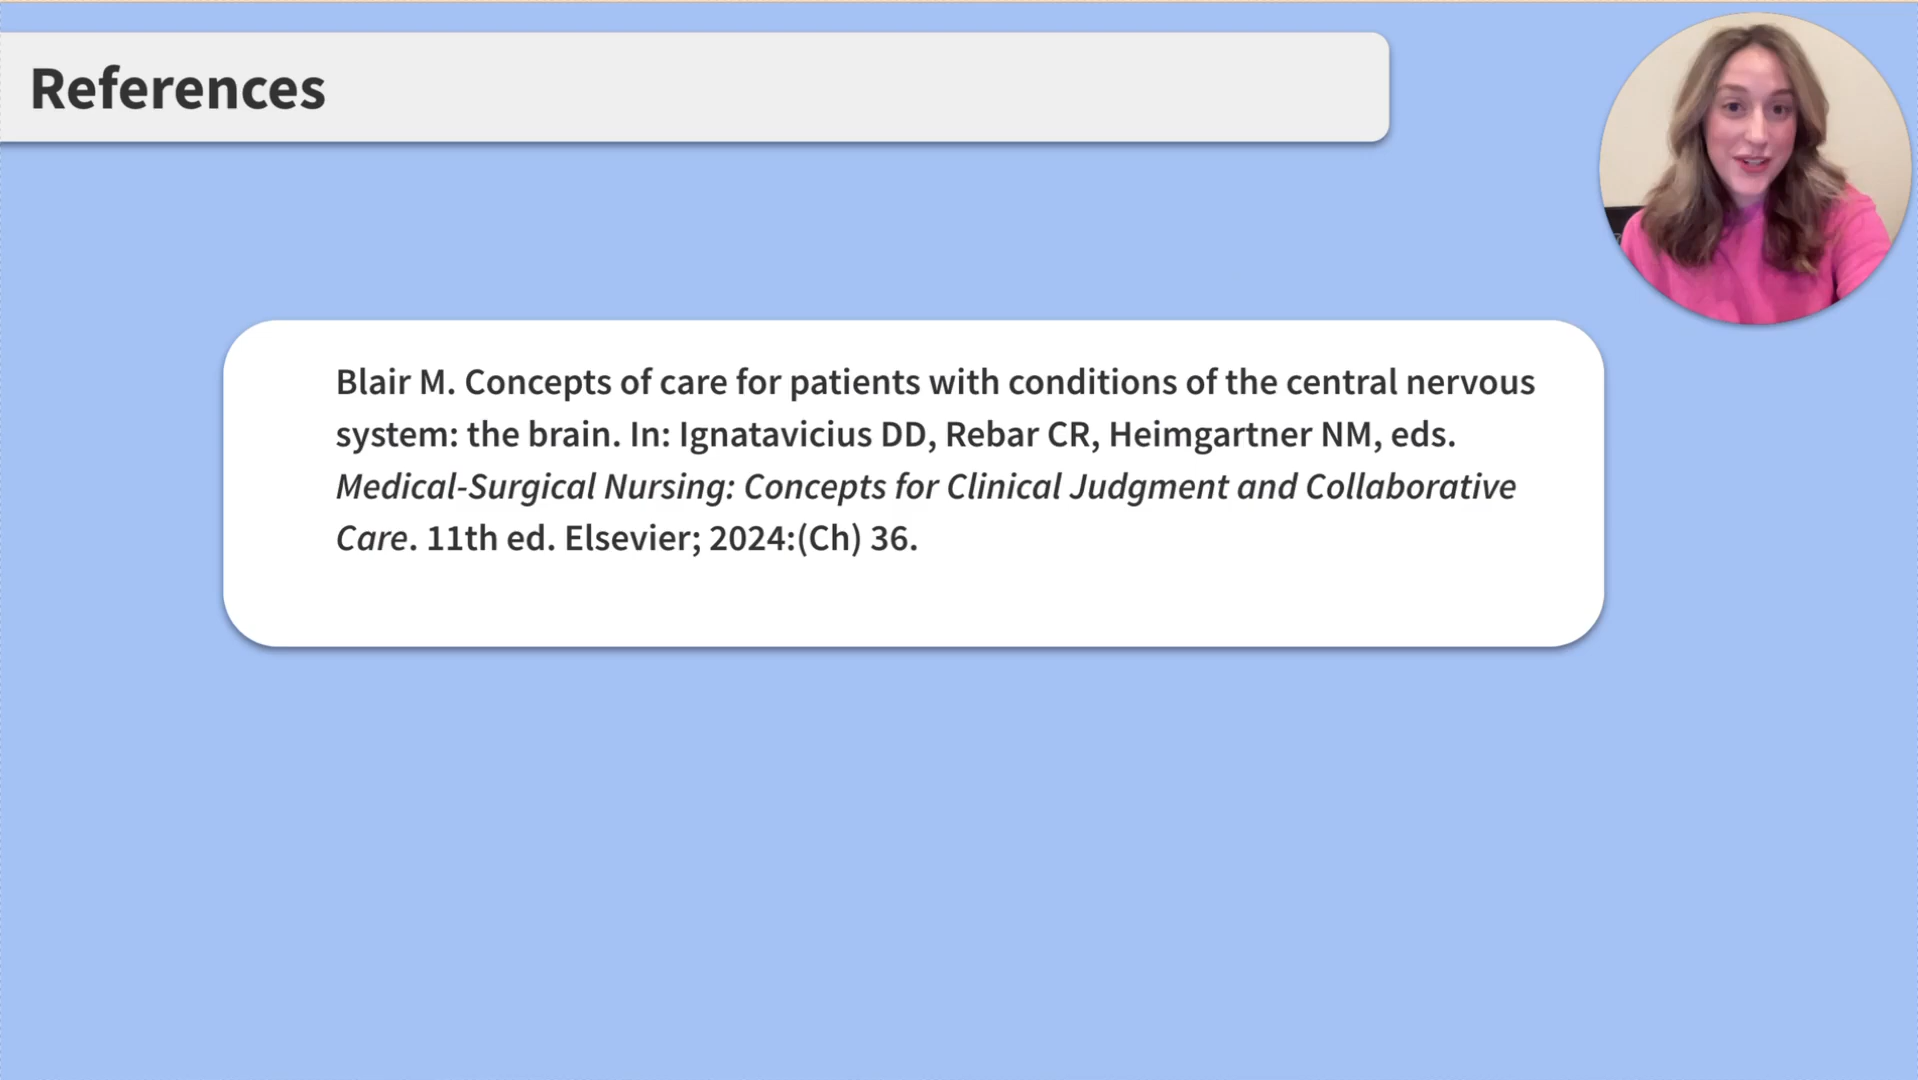 References
Blair M. Concepts of care for patients with conditions of the central nervous
system: the brain. In: Ignatavicius DD, Rebar CR, Heimgartner NM, eds.
Medical-Surgical Nursing: Concepts for Clinical Judgment and Collaborative
Care. 11th ed. Elsevier; 2024:(Ch) 36.